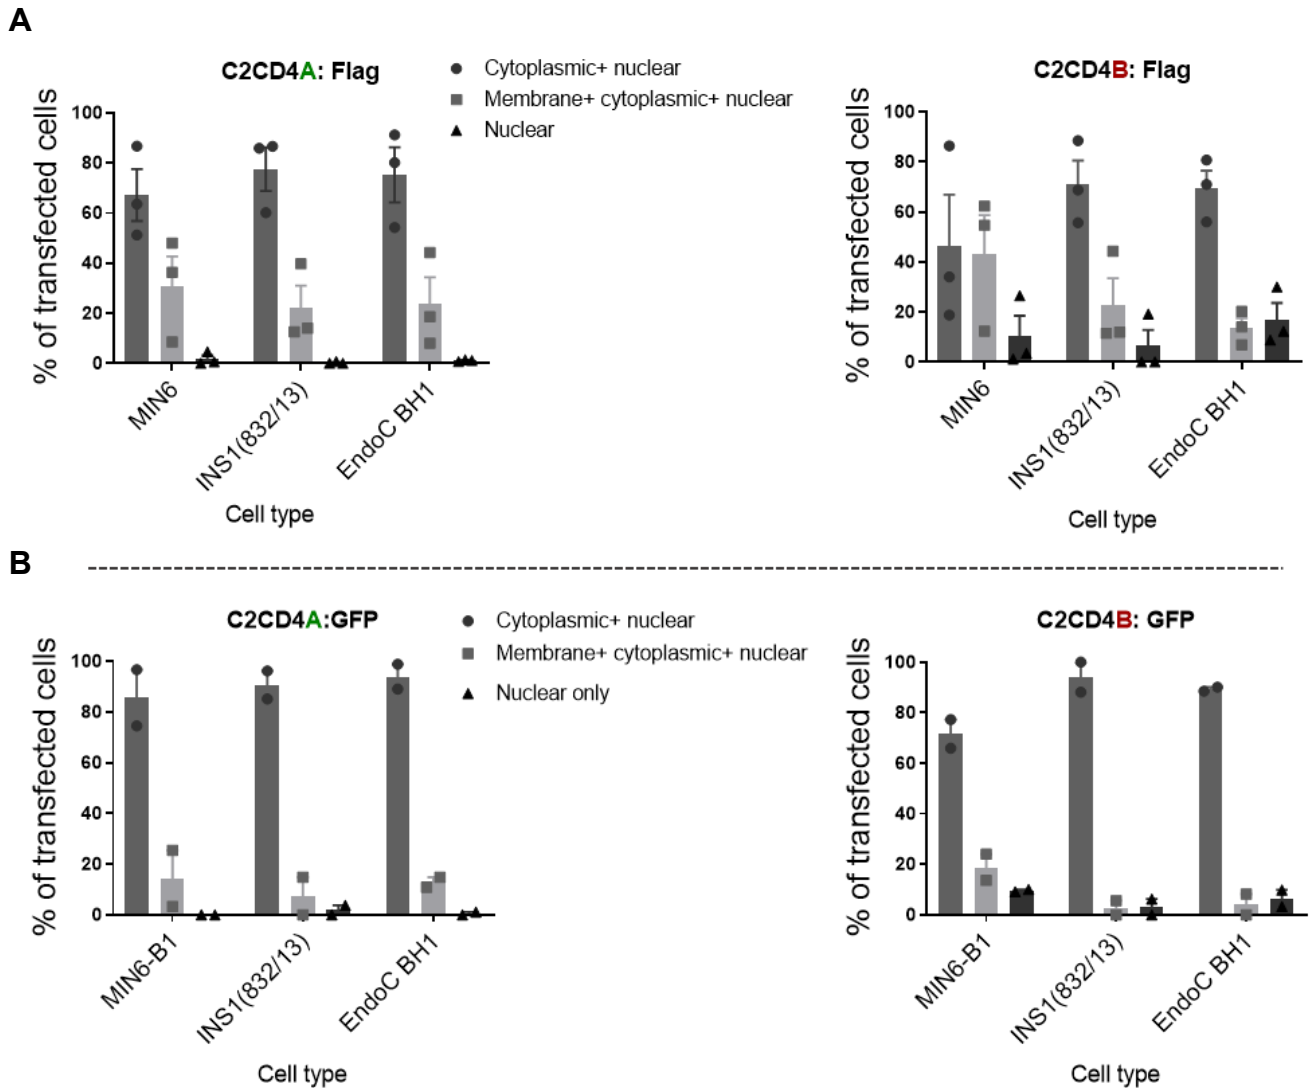 A
C2CD4A: Flag
Cytoplasmic+ nuclear
Membrane+ cytoplasmic+ nuclear
Nuclear
% of transfected cells
100
80
60
40
20
0
MIN6
INS1(832/13)
EndoC BH1
Cell type
C2CD4B: Flag
% of transfected cells
100
80
60
40
20
0
MIN6
INS1(832/13)
EndoC BH1
Cell type
B
C2CD4A:GFP
Cytoplasmic+ nuclear
Membrane+ cytoplasmic+ nuclear
Nuclear only
% of transfected cells
100
80
60
40
20
0
MIN6-B1
INS1(832/13)
EndoC BH1
Cell type
C2CD4B: GFP
% of transfected cells
100
80
60
40
20
0
MIN6-B1
INS1(832/13)
EndoC BH1
Cell type